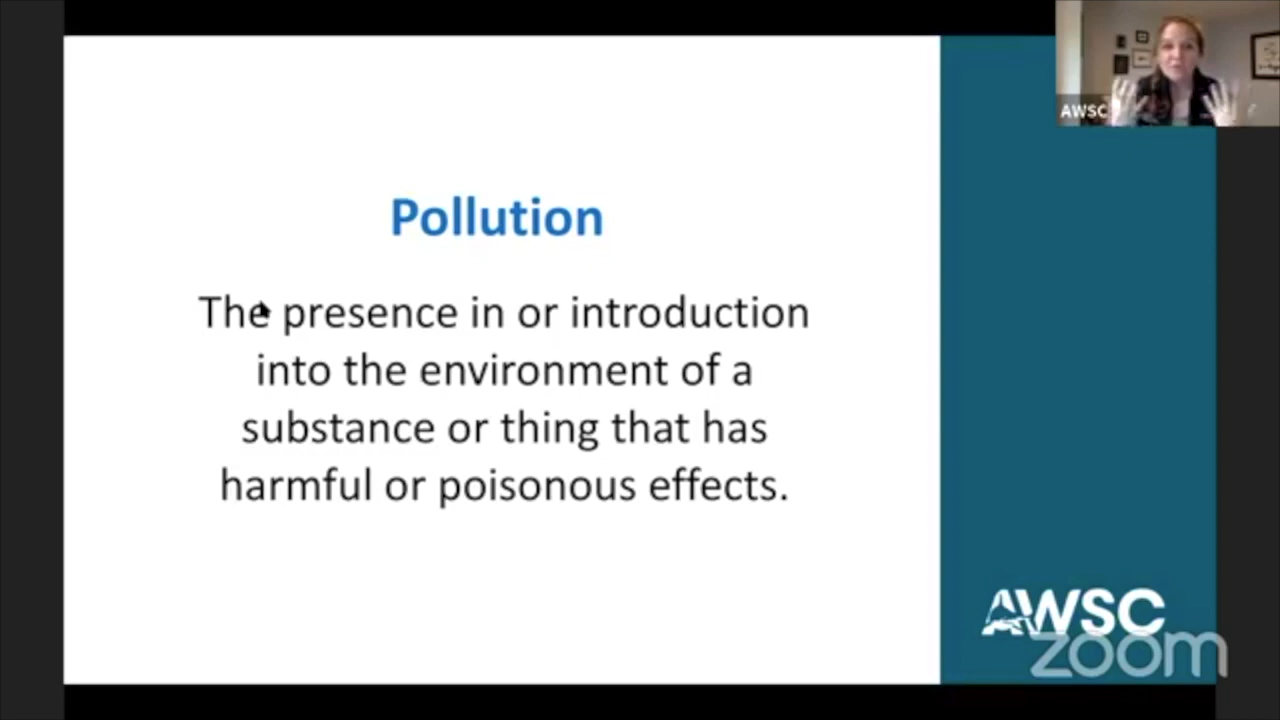 AWSC
Pollution
The presence in or introduction
into the environment of a
substance or thing that has
harmful or poisonous effects.
AWSC
zoom